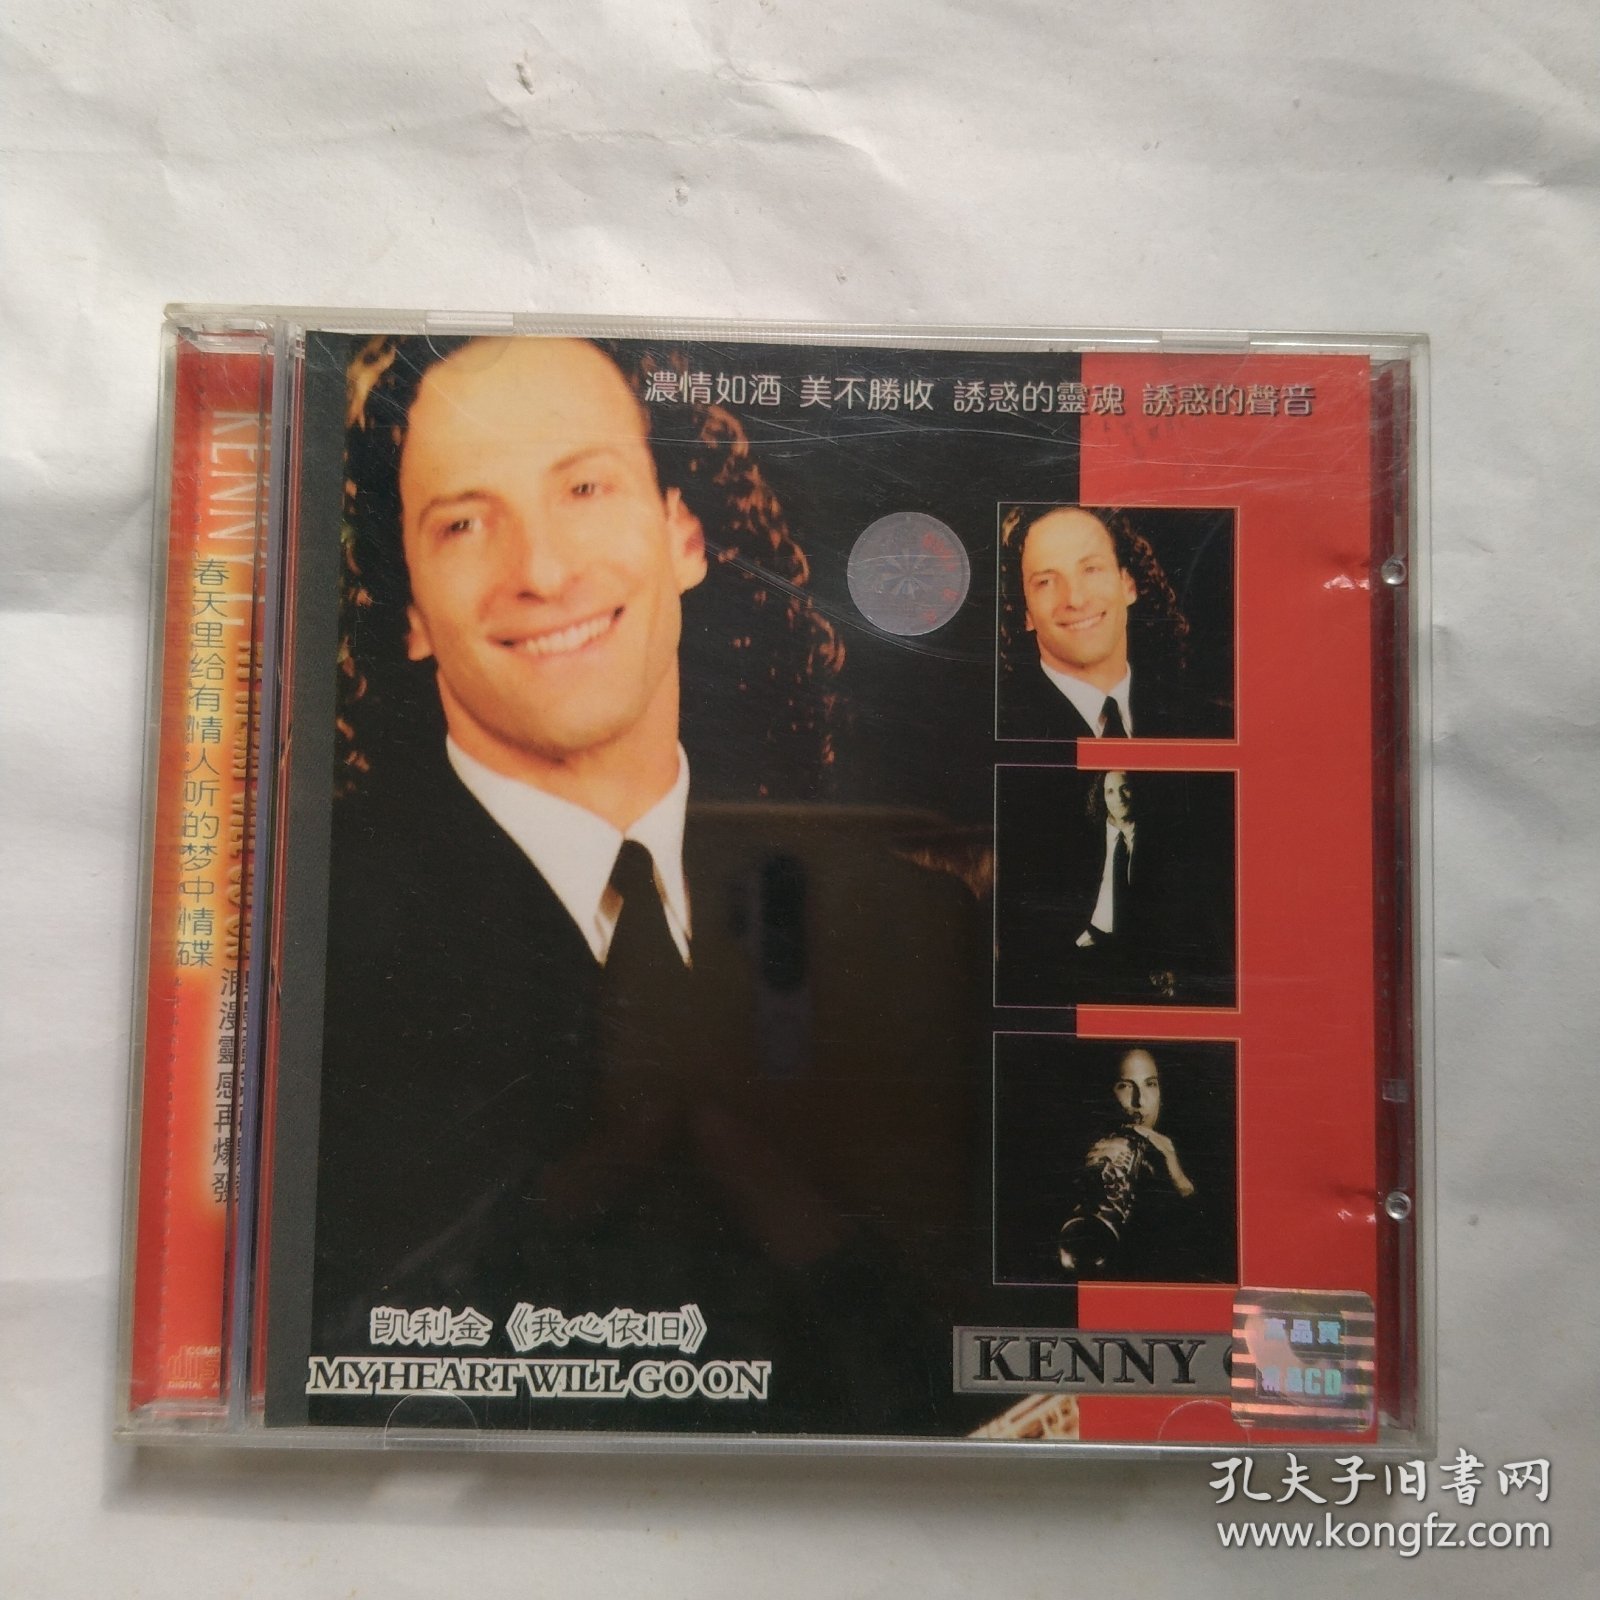 濃情如酒 美不勝收 誘惑的靈魂 誘惑的聲音
春天里给有情人听的梦中情碟
浪漫靈感再爆發
凯利金《我心依旧》
MY HEART WILL GO ON
KENNY
高品質
CD
孔夫子旧書网
www.kongfz.com